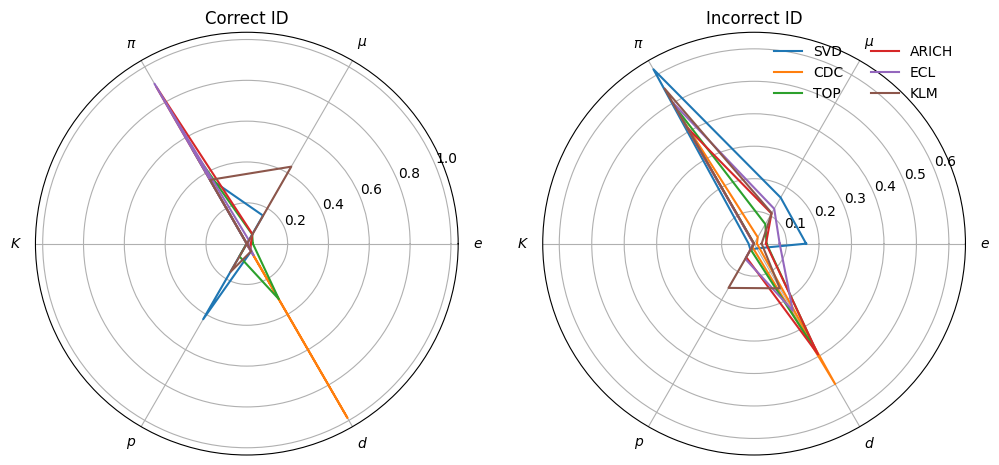 Correct ID
Incorrect ID
π
μ
K
e
p
d
0.2
0.4
0.6
0.8
1.0
π
μ
K
e
p
d
0.1
0.2
0.3
0.4
0.5
0.6
SVD
CDC
TOP
ARICH
ECL
KLM